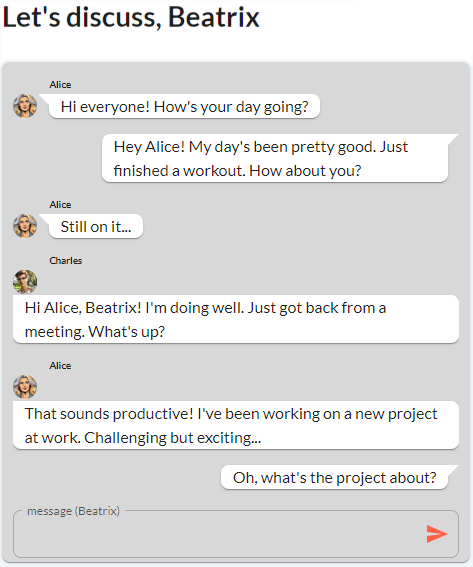 Let's discuss, Beatrix
Alice
Hi everyone! How's your day going?
Hey Alice! My day's been pretty good. Just
finished a workout. How about you?
Alice
Still on it...
Charles
Hi Alice, Beatrix! I'm doing well. Just got back from a
meeting. What's up?
Alice
That sounds productive! I've been working on a new project
at work. Challenging but exciting...
Oh, what's the project about?
message (Beatrix)